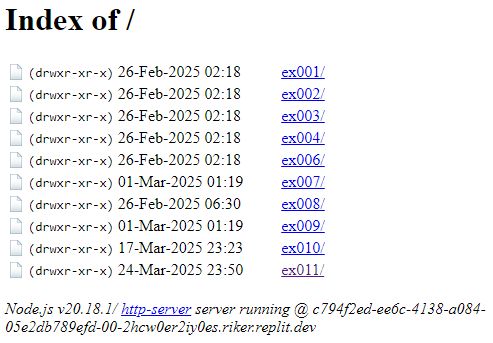 Index of /
(drwxr-xr-x) 26-Feb-2025 02:18 ex001/
(drwxr-xr-x) 26-Feb-2025 02:18 ex002/
(drwxr-xr-x) 26-Feb-2025 02:18 ex003/
(drwxr-xr-x) 26-Feb-2025 02:18 ex004/
(drwxr-xr-x) 26-Feb-2025 02:18 ex006/
(drwxr-xr-x) 01-Mar-2025 01:19 ex007/
(drwxr-xr-x) 26-Feb-2025 06:30 ex008/
(drwxr-xr-x) 01-Mar-2025 01:19 ex009/
(drwxr-xr-x) 17-Mar-2025 23:23 ex010/
(drwxr-xr-x) 24-Mar-2025 23:50 ex011/
Node.js v20.18.1/ http-server server running @ c794f2ed-ee6c-4138-a084-
05e2db789efd-00-2hcw0er2iy0es.riker.replit.dev